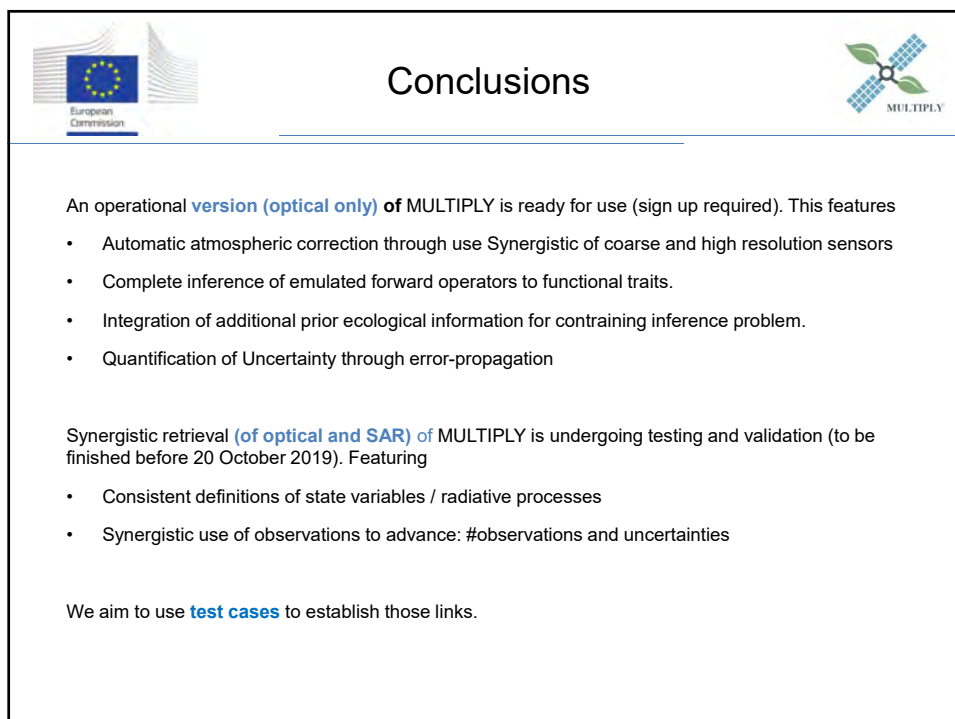 European
Commission
Conclusions
MULTIPLY
An operational version (optical only) of MULTIPLY is ready for use (sign up required). This features
• Automatic atmospheric correction through use Synergistic of coarse and high resolution sensors
• Complete inference of emulated forward operators to functional traits.
• Integration of additional prior ecological information for contraining inference problem.
• Quantification of Uncertainty through error-propagation
Synergistic retrieval (of optical and SAR) of MULTIPLY is undergoing testing and validation (to be
finished before 20 October 2019). Featuring
• Consistent definitions of state variables / radiative processes
• Synergistic use of observations to advance: #observations and uncertainties
We aim to use test cases to establish those links.